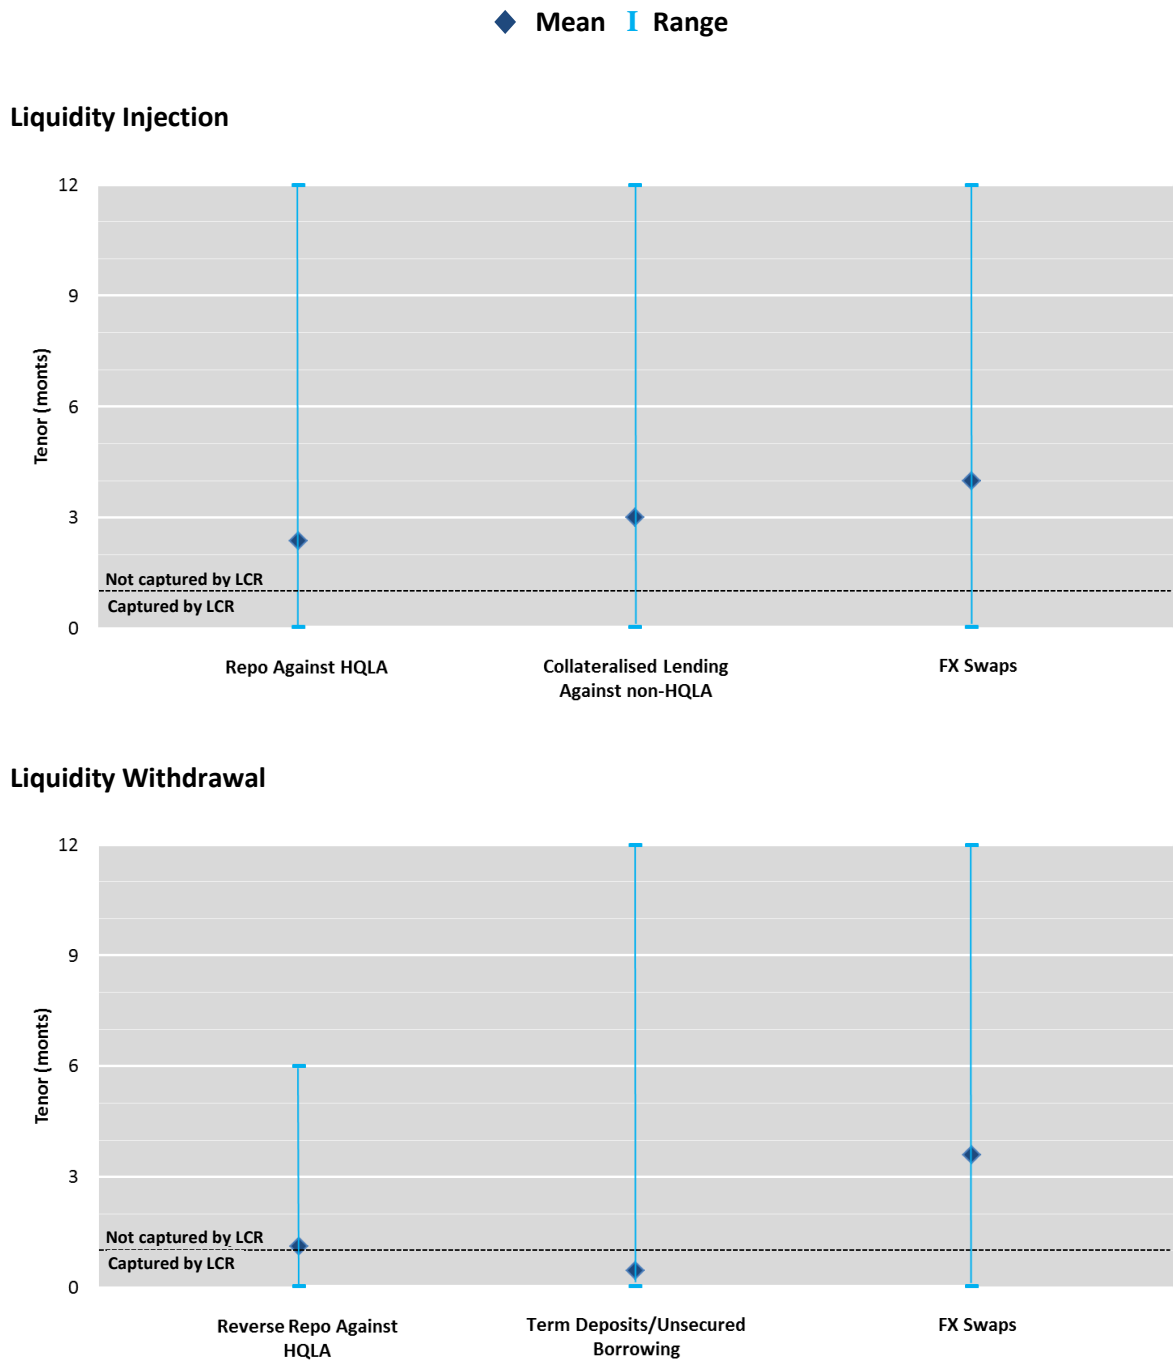 Mean Range
Liquidity Injection
12
9
6
3
0
Tenor (monts)
Not captured by LCR
Captured by LCR
Repo Against HQLA
Collateralised Lending
Against non-HQLA
FX Swaps
Liquidity Withdrawal
12
9
6
3
0
Tenor (monts)
Not captured by LCR
Captured by LCR
Reverse Repo Against
HQLA
Term Deposits/Unsecured
Borrowing
FX Swaps